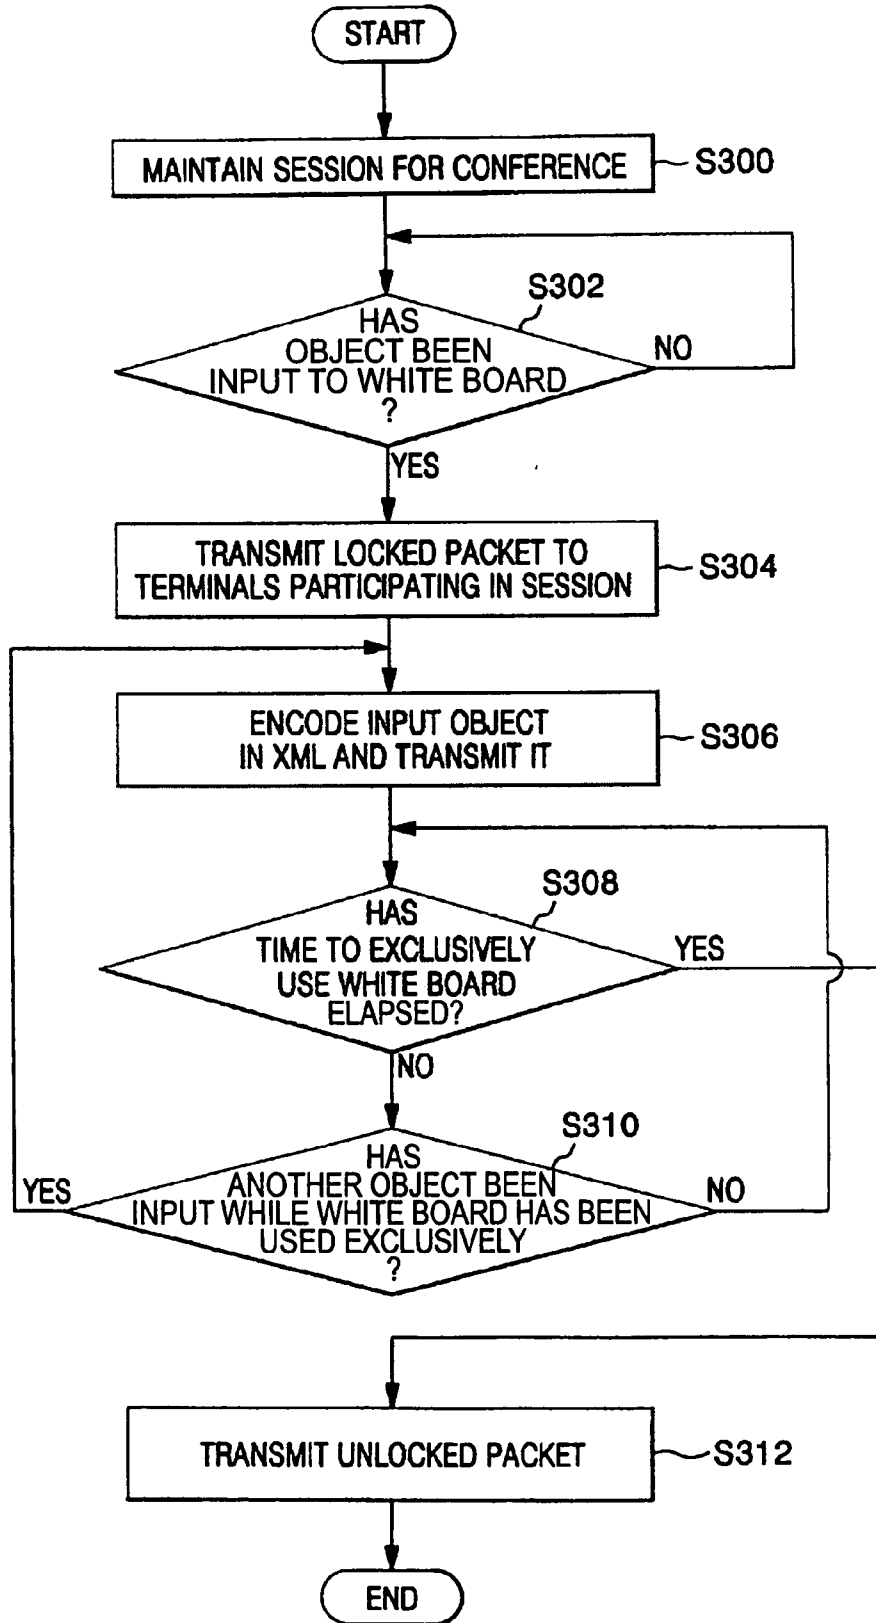 START
MAINTAIN SESSION FOR CONFERENCE
S300
S302
HAS
OBJECT BEEN
INPUT TO WHITE BOARD
?
NO
YES
TRANSMIT LOCKED PACKET TO
TERMINALS PARTICIPATING IN SESSION
S304
ENCODE INPUT OBJECT
IN XML AND TRANSMIT IT
S306
S308
HAS
TIME TO EXCLUSIVELY
USE WHITE BOARD
ELAPSED?
YES
NO
S310
HAS
ANOTHER OBJECT BEEN
INPUT WHILE WHITE BOARD HAS BEEN
USED EXCLUSIVELY
?
YES
NO
TRANSMIT UNLOCKED PACKET
S312
END